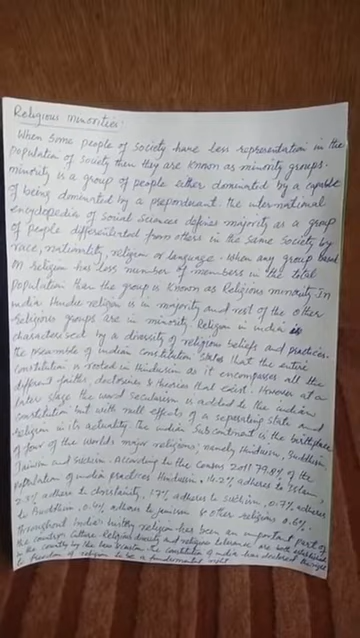 Religious minorities.
When some people of society have less representation in the
population of society then they are known as minority groups.
minority is a group of people either dominated by a capable
of being dominated by a preponderant. the international
encyclopedia of social sciences defines majority as a group
of people differentiated from others in the same society by
race, nationality, religion or language. When any group based
on religion has less number of members in the total
population then the group is known as Religious minority. In
india Hindu religion is in majority and rest of the other
religious groups are in minority. Religion in india is
characterised by a diversity of religious beliefs and practices.
the preamble of indian constitution states that the entire
constitution is rooted in Hinduism as it encompasses all the
different faiths, doctrines & theories that exist. However at a
later stage the word secularism is added to the indian
constitution but with null effects of a separating state and
religion in its actuality. the indian subcontinent is the birthplace
of four of the worlds major religions; namely Hinduism, Buddhism,
Jainism and Sikhism. According to the census 2011 79.8% of the
population of india practices Hinduism, 14.2% adheres to Islam,
2.3% adheres to christianity, 1.7% adheres to sikhism, 0.7% adheres
to Buddhism, 0.4% adheres to jainism & other religions 0.6%.
throughout India's history religion has been an important part of
the country's culture. Religious diversity and religious tolerance are both established
in the country by the law. the constitution of india has declared the right
to freedom of religion to be a fundamental right.